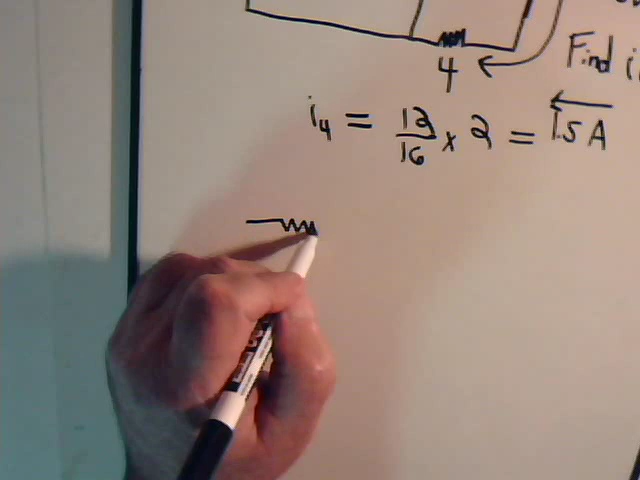 4
Find i
i₄ = 12/16 x 2 = 1.5 A